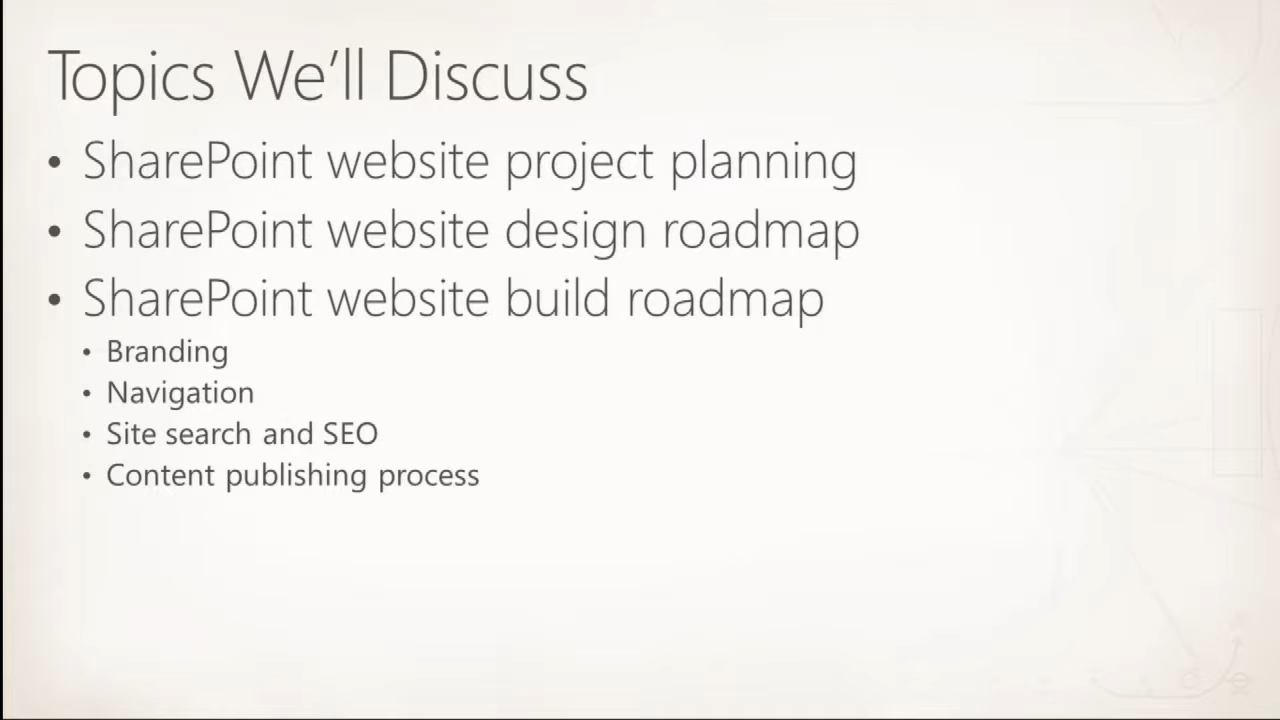 Topics We'll Discuss
• SharePoint website project planning
• SharePoint website design roadmap
• SharePoint website build roadmap
• Branding
• Navigation
• Site search and SEO
• Content publishing process